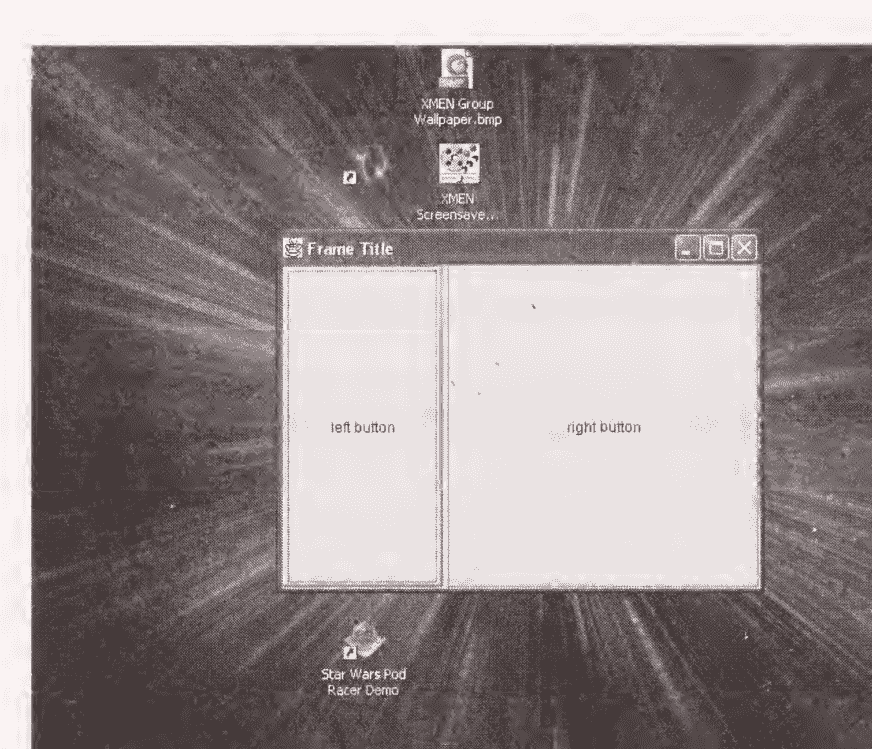 XMEN Group
Wallpaper.bmp
XMEN
Screensave...
Frame Title
left button
right button
Star Wars Pod
Racer Demo